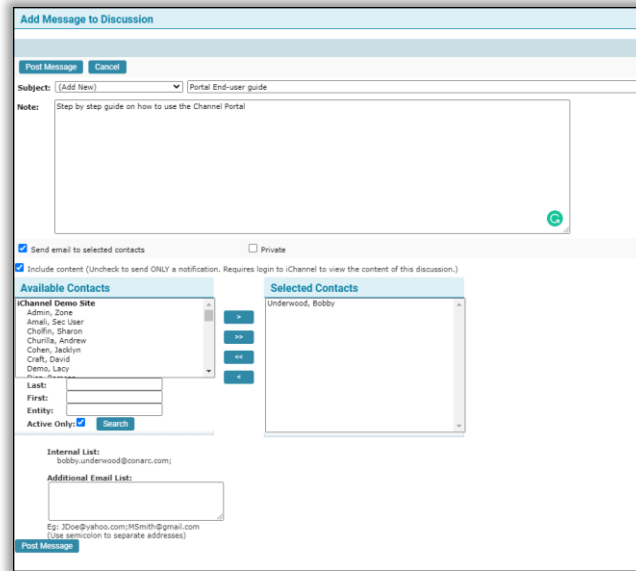 Add Message to Discussion
Post Message Cancel
Subject: (Add New) Portal End-user guide
Note: Step by step guide on how to use the Channel Portal
Send email to selected contacts Private
Include content (Uncheck to send ONLY a notification. Requires login to iChannel to view the content of this discussion.)
Available Contacts Selected Contacts
iChannel Demo Site Underwood, Bobby
Admin, Zone
Amali, Sec User
Cholfin, Sharon
Churilla, Andrew
Cohen, Jacklyn
Craft, David
Demo, Lacy
>
>>
<<
<
Last:
First:
Entity:
Active Only: Search
Internal List:
bobby.underwood@conarc.com;
Additional Email List:
Eg: JDoe@yahoo.com;MSmith@gmail.com
(Use semicolon to separate addresses)
Post Message